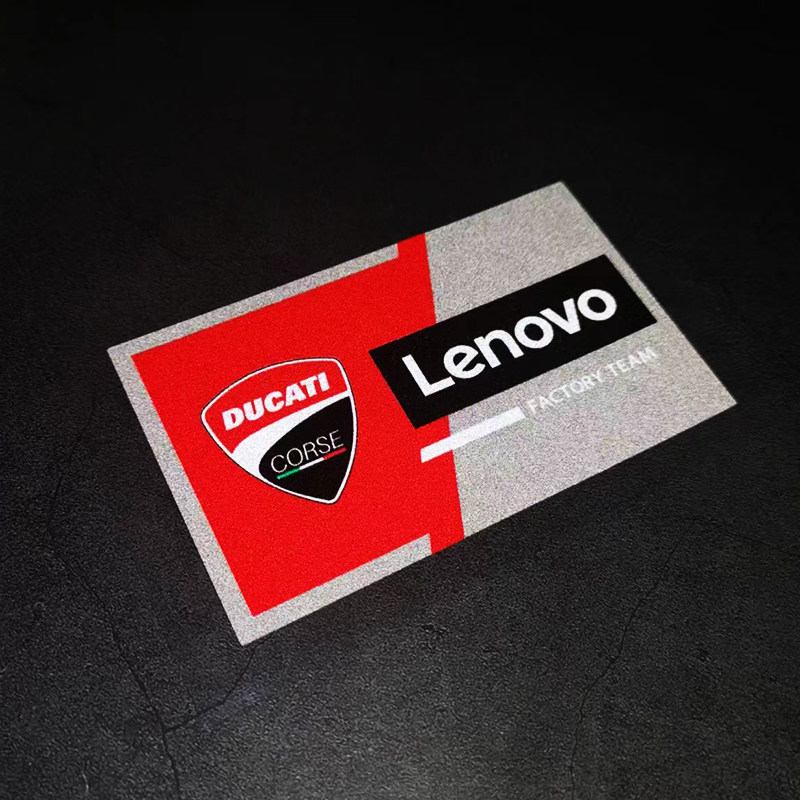 DUCATI
CORSE
Lenovo
FACTORY TEAM